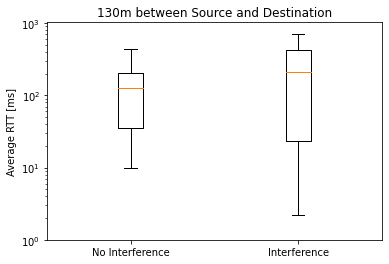 130m between Source and Destination
Average RTT [ms]
10³
10²
10¹
10⁰
No Interference
Interference